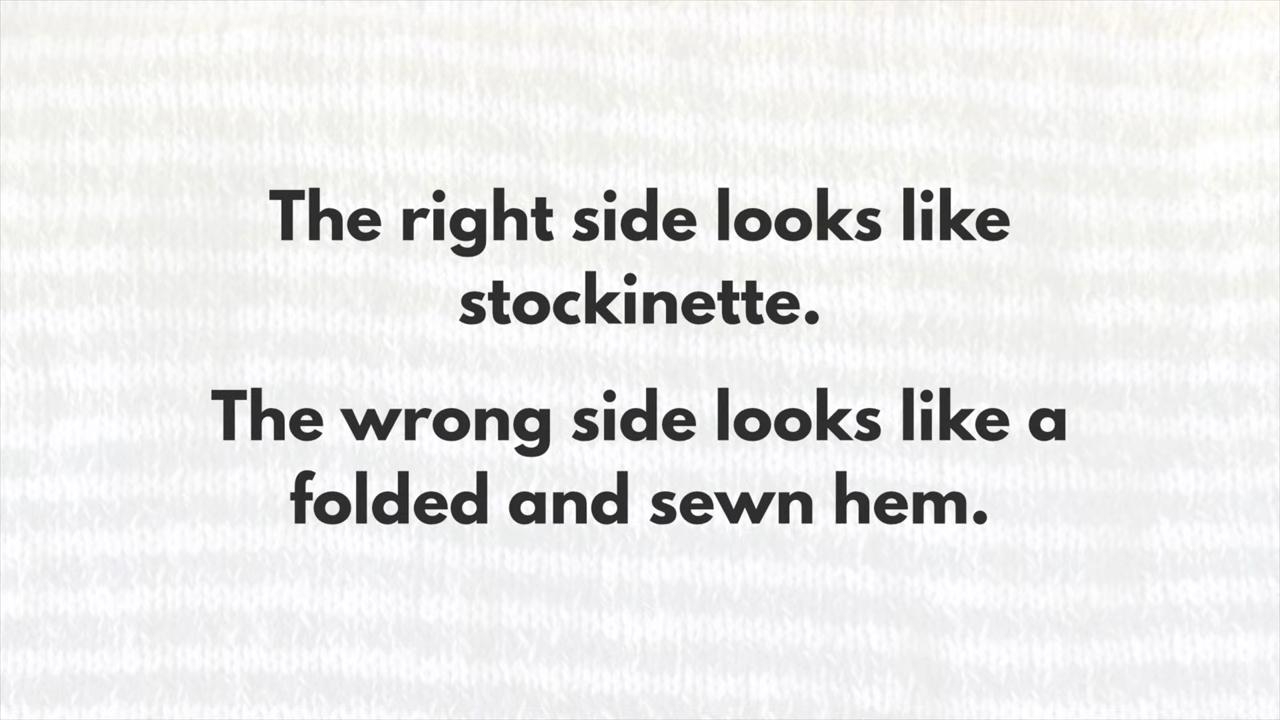 The right side looks like
stockinette.
The wrong side looks like a
folded and sewn hem.